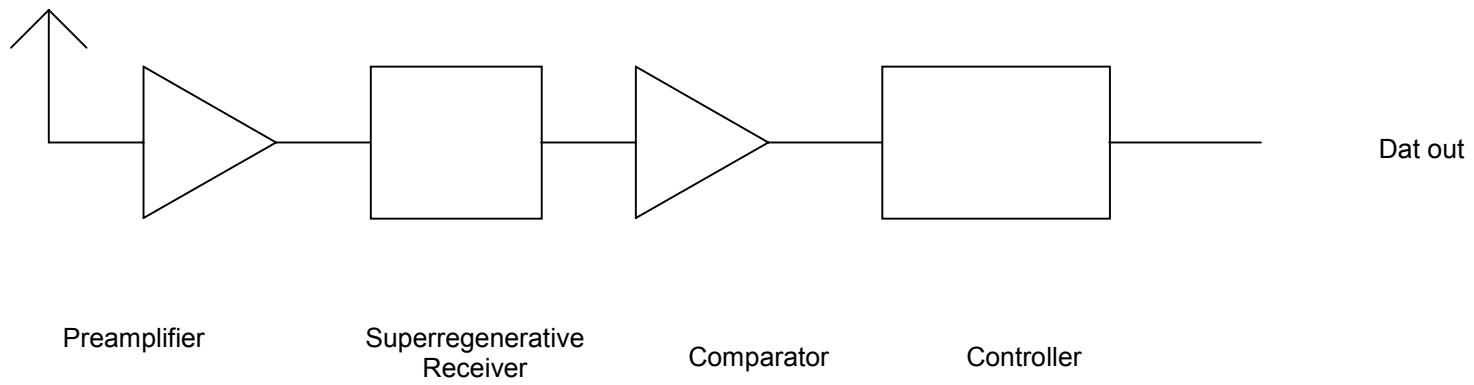 Dat out
Preamplifier
Superregenerative
Receiver
Comparator
Controller